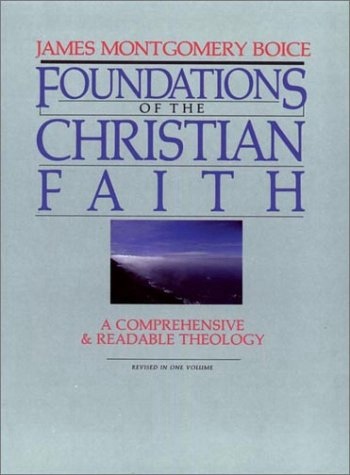 JAMES MONTGOMERY BOICE
FOUNDATIONS
OF THE
CHRISTIAN
FAITH
A COMPREHENSIVE
& READABLE THEOLOGY
REVISED IN ONE VOLUME